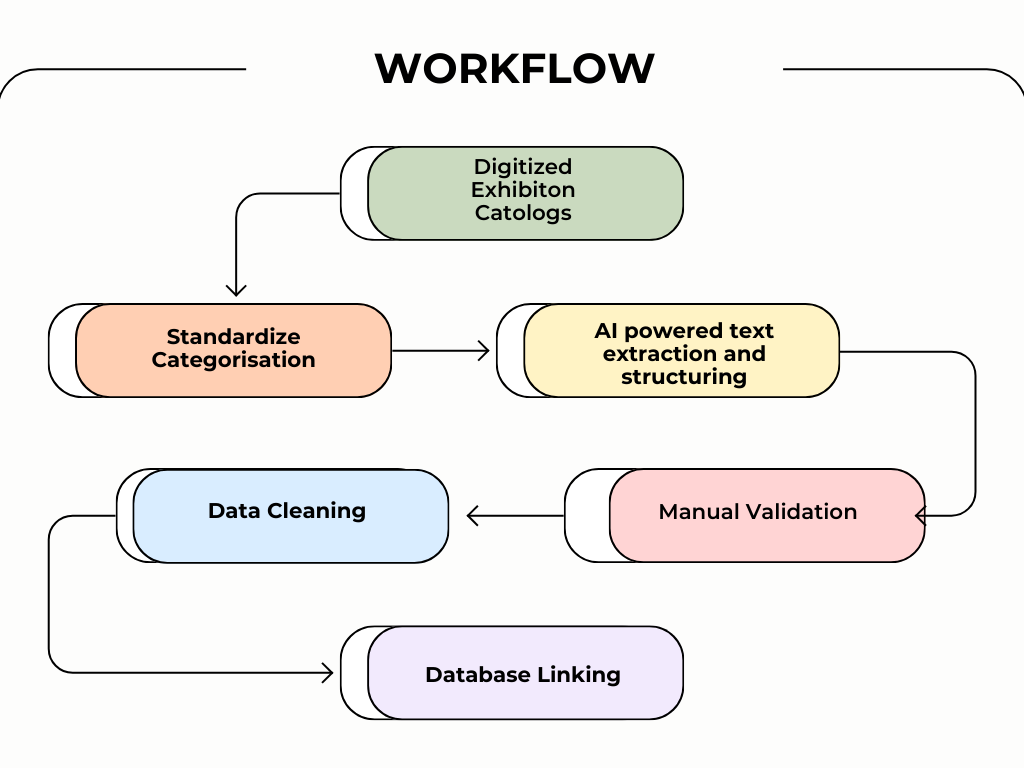 WORKFLOW
Digitized
Exhibiton
Catologs
Standardize
Categorisation
AI powered text
extraction and
structuring
Manual Validation
Data Cleaning
Database Linking